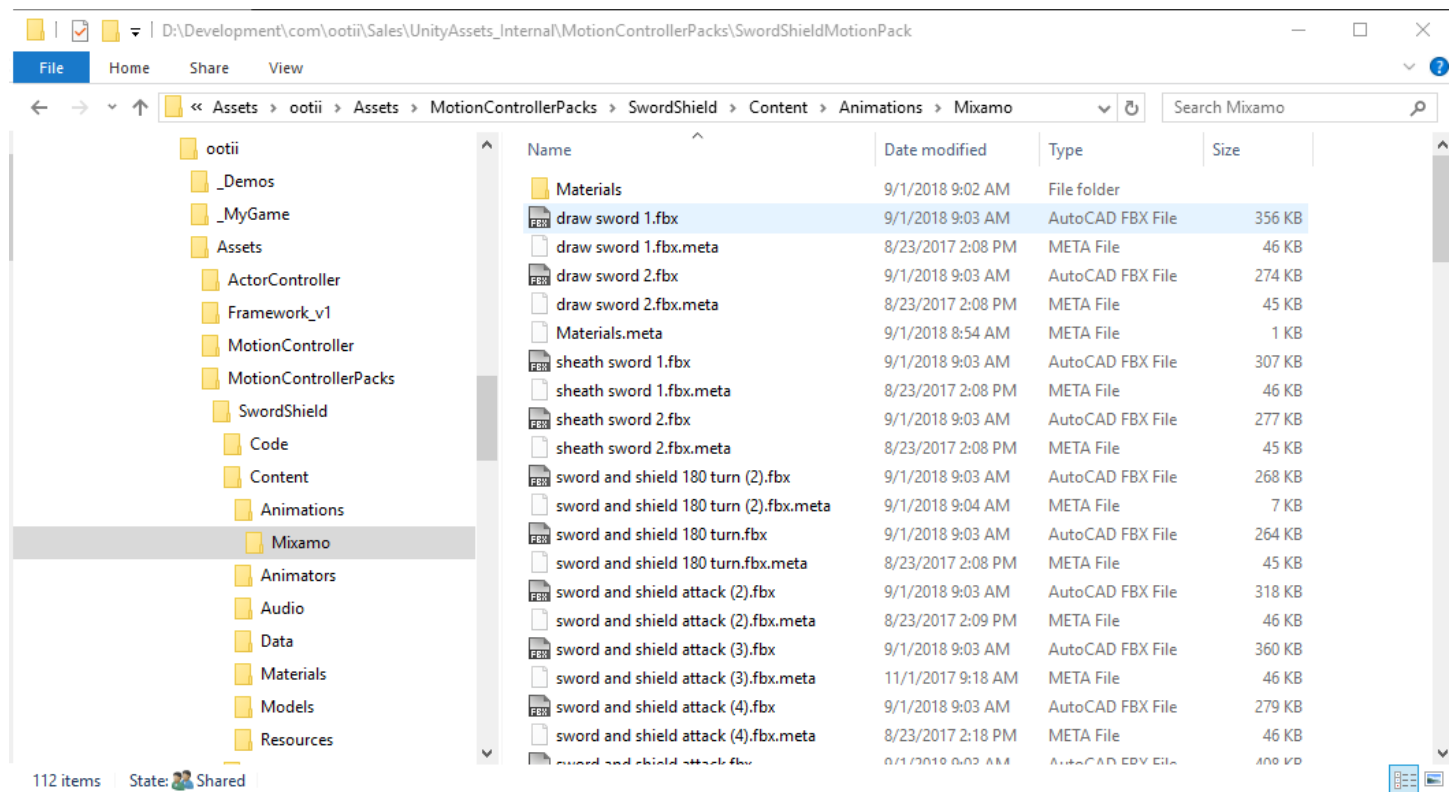 D:\Development\com\ootii\Sales\UnityAssets_Internal\MotionControllerPacks\SwordShieldMotionPack
File Home Share View
« Assets > ootii > Assets > MotionControllerPacks > SwordShield > Content > Animations > Mixamo Search Mixamo
ootii
_Demos
_MyGame
Assets
ActorController
Framework_v1
MotionController
MotionControllerPacks
SwordShield
Code
Content
Animations
Mixamo
Animators
Audio
Data
Materials
Models
Resources
Name Date modified Type Size
Materials 9/1/2018 9:02 AM File folder
draw sword 1.fbx 9/1/2018 9:03 AM AutoCAD FBX File 356 KB
draw sword 1.fbx.meta 8/23/2017 2:08 PM META File 46 KB
draw sword 2.fbx 9/1/2018 9:03 AM AutoCAD FBX File 274 KB
draw sword 2.fbx.meta 8/23/2017 2:08 PM META File 45 KB
Materials.meta 9/1/2018 8:54 AM META File 1 KB
sheath sword 1.fbx 9/1/2018 9:03 AM AutoCAD FBX File 307 KB
sheath sword 1.fbx.meta 8/23/2017 2:08 PM META File 46 KB
sheath sword 2.fbx 9/1/2018 9:03 AM AutoCAD FBX File 277 KB
sheath sword 2.fbx.meta 8/23/2017 2:08 PM META File 45 KB
sword and shield 180 turn (2).fbx 9/1/2018 9:03 AM AutoCAD FBX File 268 KB
sword and shield 180 turn (2).fbx.meta 9/1/2018 9:04 AM META File 7 KB
sword and shield 180 turn.fbx 9/1/2018 9:03 AM AutoCAD FBX File 264 KB
sword and shield 180 turn.fbx.meta 8/23/2017 2:08 PM META File 45 KB
sword and shield attack (2).fbx 9/1/2018 9:03 AM AutoCAD FBX File 318 KB
sword and shield attack (2).fbx.meta 8/23/2017 2:09 PM META File 46 KB
sword and shield attack (3).fbx 9/1/2018 9:03 AM AutoCAD FBX File 360 KB
sword and shield attack (3).fbx.meta 11/1/2017 9:18 AM META File 46 KB
sword and shield attack (4).fbx 9/1/2018 9:03 AM AutoCAD FBX File 279 KB
sword and shield attack (4).fbx.meta 8/23/2017 2:18 PM META File 46 KB
sword and shield attack.fbx 9/1/2018 9:03 AM AutoCAD FBX File 408 KB
112 items State: Shared